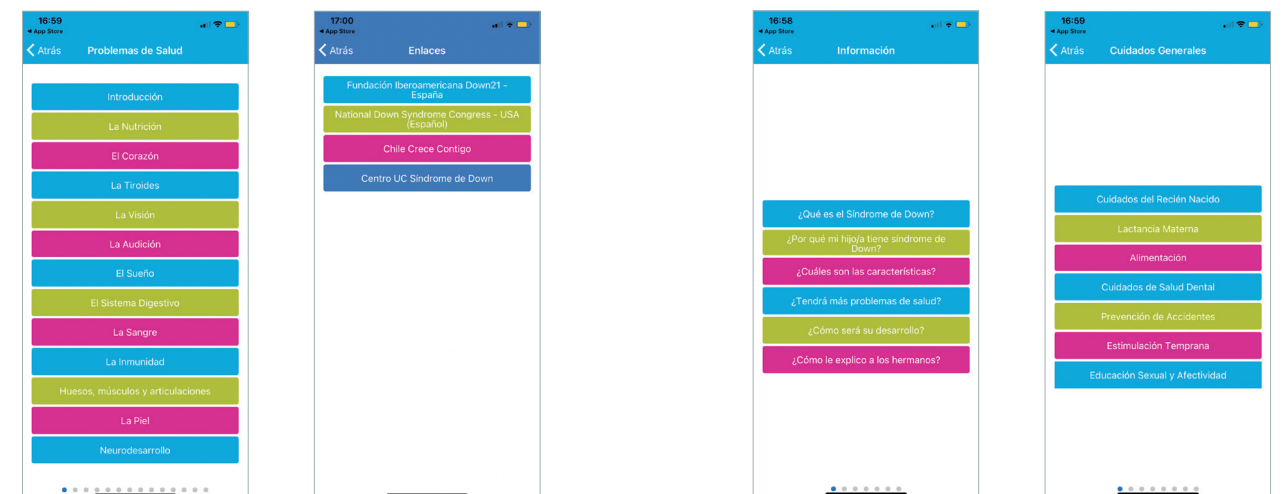 16:59
App Store
Atrás
Problemas de Salud
Introducción
La Nutrición
El Corazón
La Tiroides
La Visión
La Audición
El Sueño
El Sistema Digestivo
La Sangre
La Inmunidad
Huesos, músculos y articulaciones
La Piel
Neurodesarrollo
17:00
App Store
Atrás
Enlaces
Fundación Iberoamericana Down21 -
España
National Down Syndrome Congress - USA
(Español)
Chile Crece Contigo
Centro UC Síndrome de Down
16:58
App Store
Atrás
Información
¿Qué es el Síndrome de Down?
¿Por qué mi hijo/a tiene síndrome de
Down?
¿Cuáles son las características?
¿Tendrá más problemas de salud?
¿Cómo será su desarrollo?
¿Cómo le explico a los hermanos?
16:59
App Store
Atrás
Cuidados Generales
Cuidados del Recién Nacido
Lactancia Materna
Alimentación
Cuidados de Salud Dental
Prevención de Accidentes
Estimulación Temprana
Educación Sexual y Afectividad